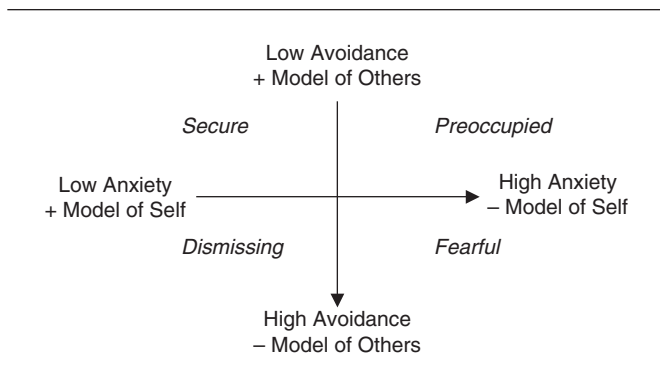 Low Avoidance
+ Model of Others
Secure
Preoccupied
Low Anxiety
+ Model of Self
High Anxiety
– Model of Self
Dismissing
Fearful
High Avoidance
– Model of Others